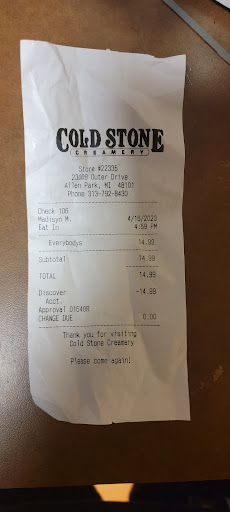 COLD STONE
CREAMERY
Store #22335
23009 Outer Drive
Allen Park, MI 48101
Phone 313-792-8430
Check 106
Madisyn M. 4/18/2023
Eat In 4:59 PM
Everybodys 14.99
Subtotal 14.99
TOTAL 14.99
Discover -14.99
Acct.
Approval 01640R
CHANGE DUE 0.00
Thank you for visiting
Cold Stone Creamery
Please come again!